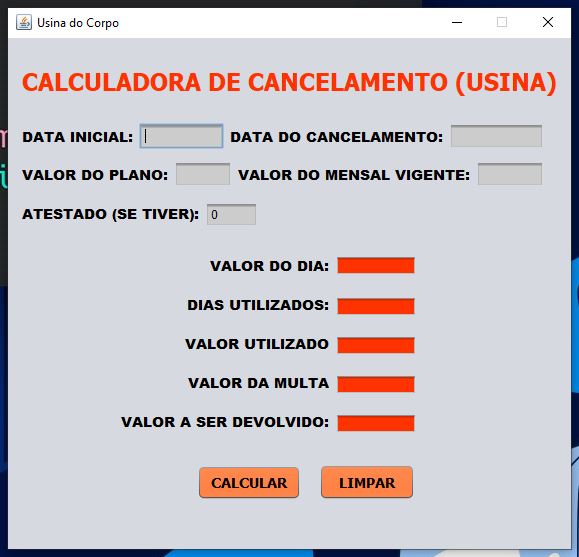 Usina do Corpo
CALCULADORA DE CANCELAMENTO (USINA)
DATA INICIAL: DATA DO CANCELAMENTO:
VALOR DO PLANO: VALOR DO MENSAL VIGENTE:
ATESTADO (SE TIVER): 0
VALOR DO DIA:
DIAS UTILIZADOS:
VALOR UTILIZADO
VALOR DA MULTA
VALOR A SER DEVOLVIDO:
CALCULAR LIMPAR